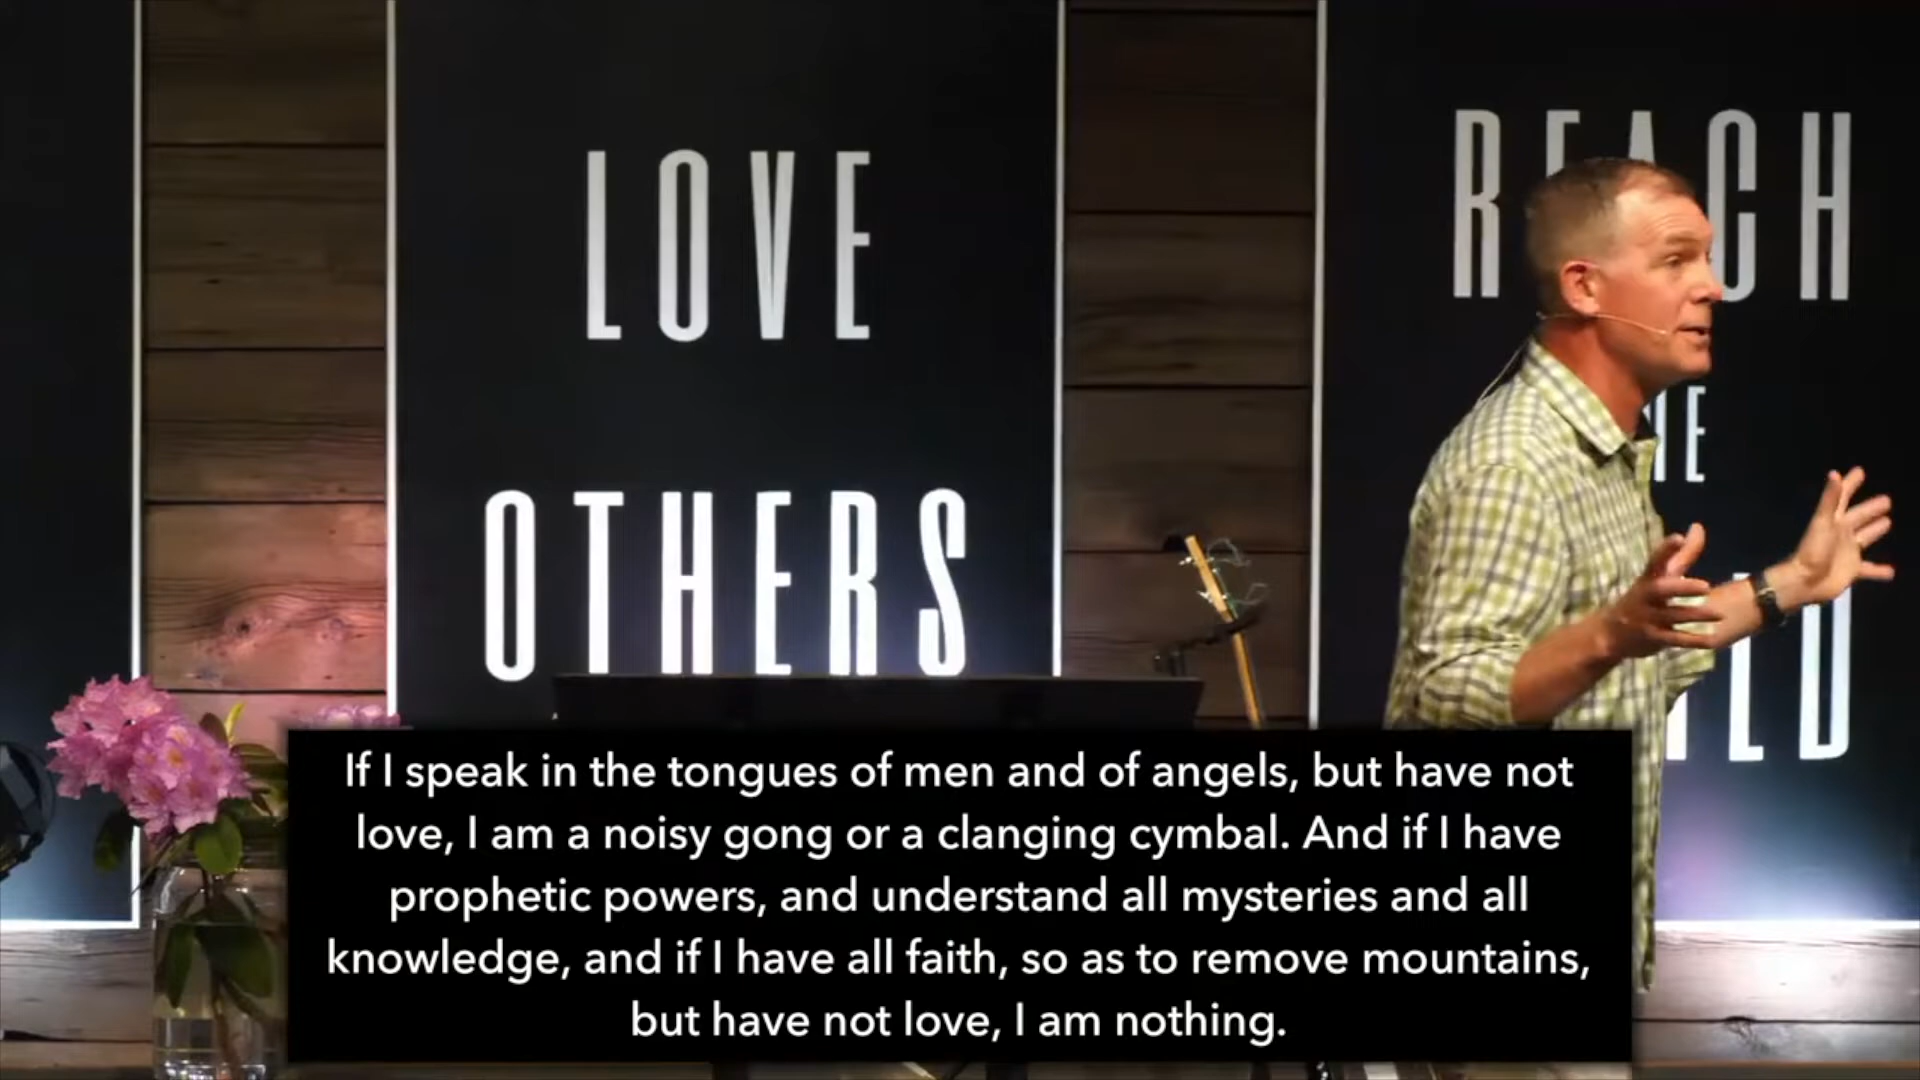 LOVE
OTHERS
REACH
If I speak in the tongues of men and of angels, but have not
love, I am a noisy gong or a clanging cymbal. And if I have
prophetic powers, and understand all mysteries and all
knowledge, and if I have all faith, so as to remove mountains,
but have not love, I am nothing.